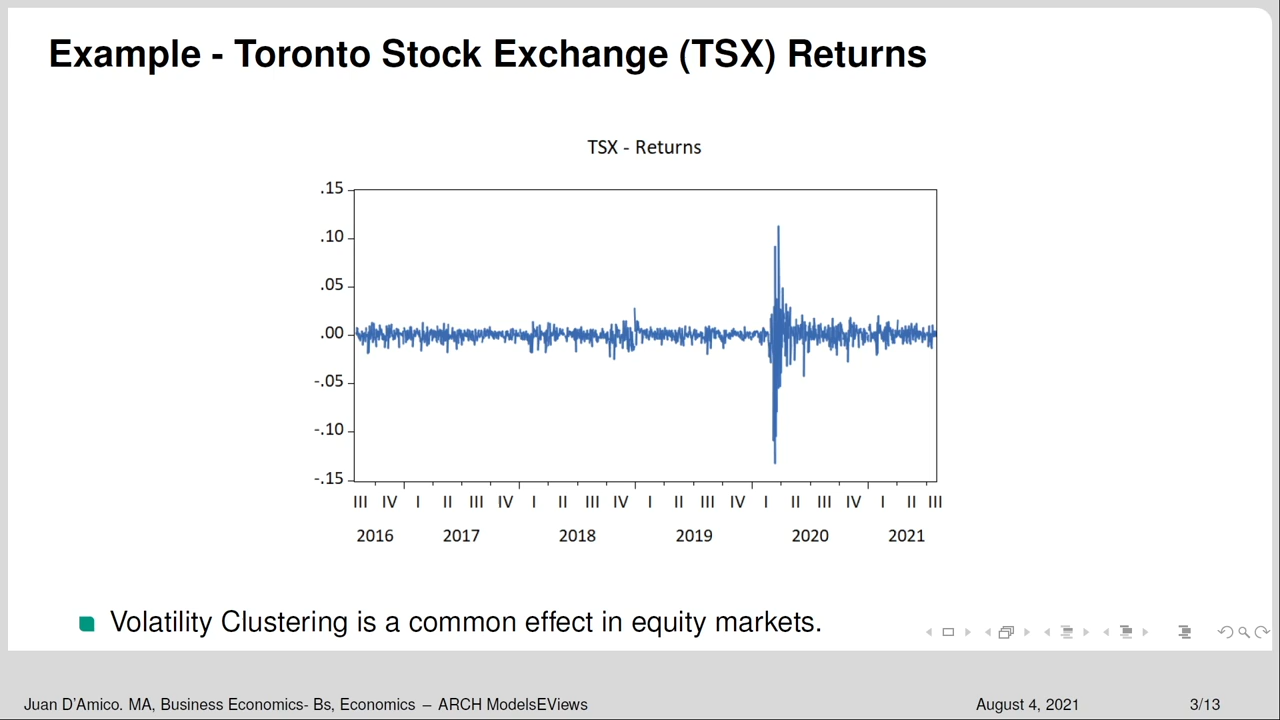 Example - Toronto Stock Exchange (TSX) Returns
TSX - Returns
.15
.10
.05
.00
-.05
-.10
-.15
III IV I II III IV I II III IV I II III IV I II III IV I II III
2016 2017 2018 2019 2020 2021
Volatility Clustering is a common effect in equity markets.
Juan D'Amico. MA, Business Economics- Bs, Economics – ARCH ModelsEViews August 4, 2021 3/13